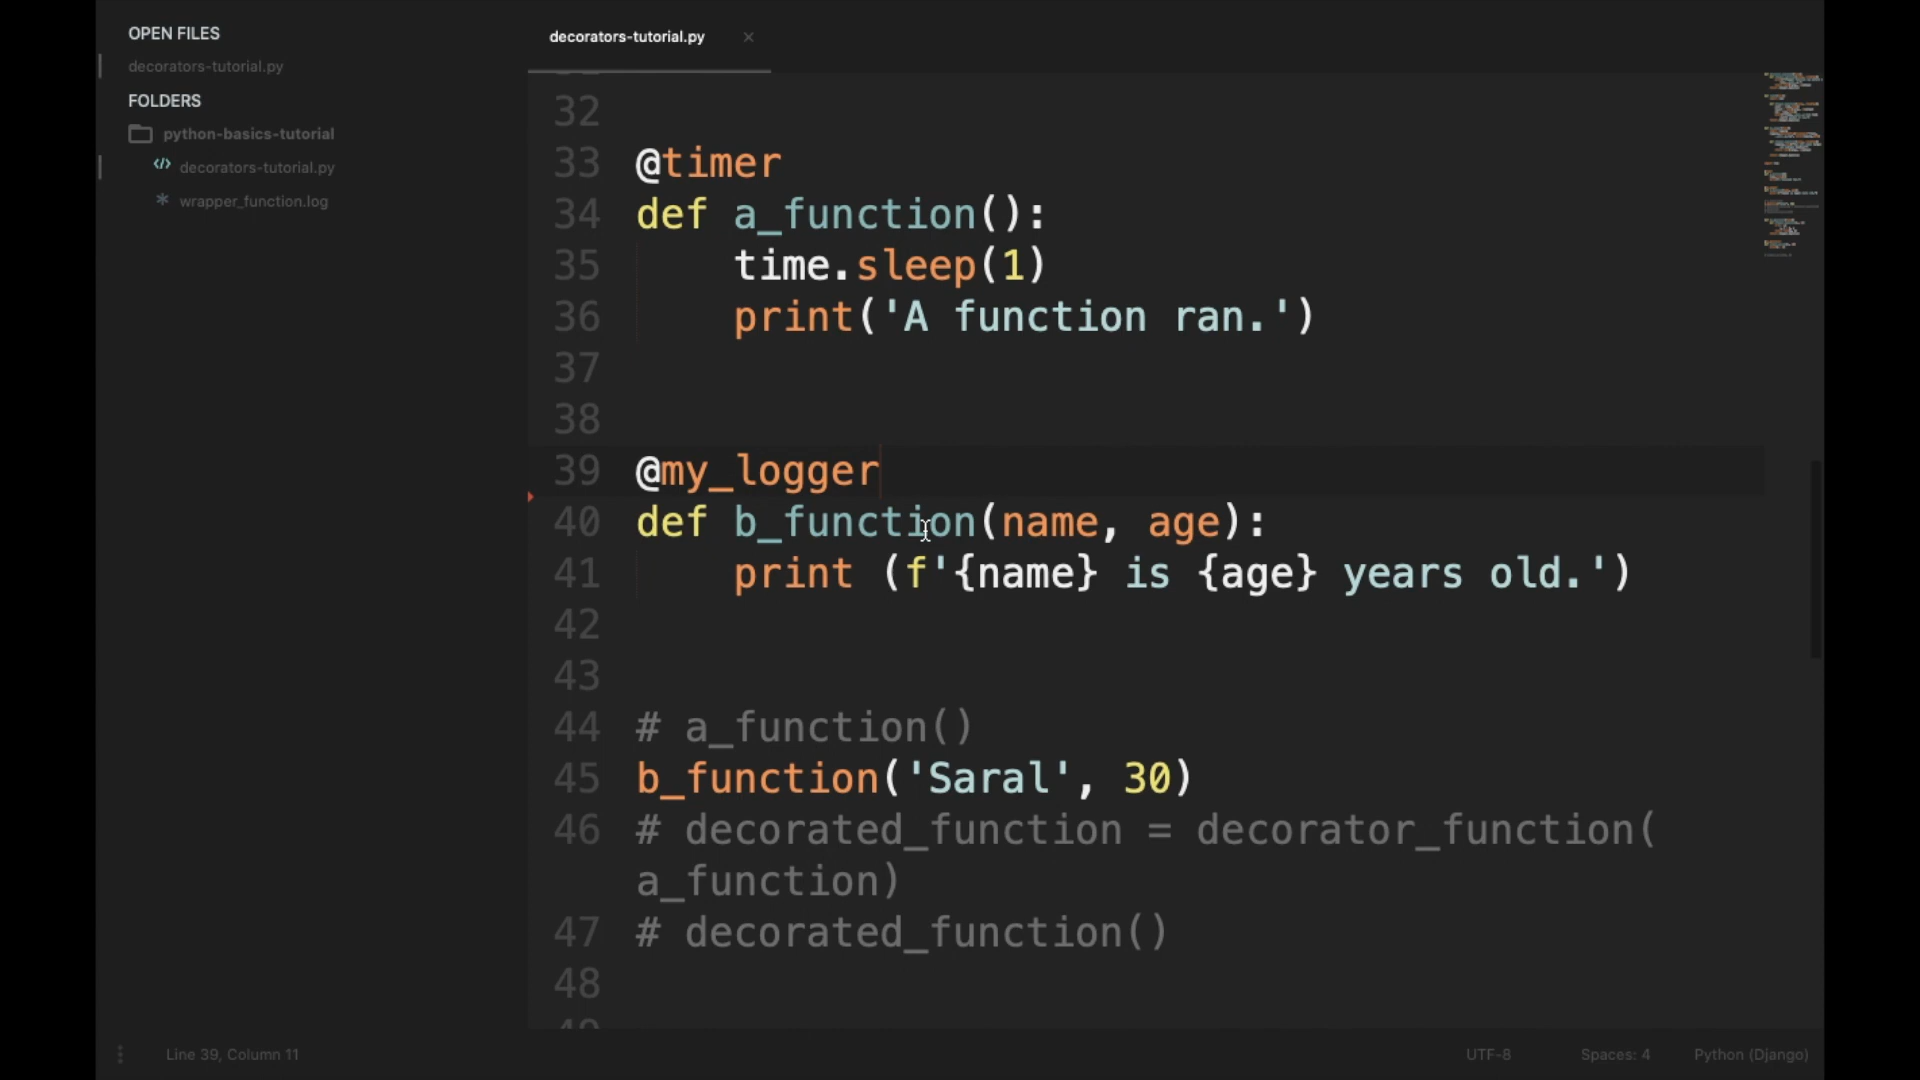 OPEN FILES
decorators-tutorial.py
FOLDERS
python-basics-tutorial
decorators-tutorial.py
wrapper_function.log
decorators-tutorial.py ×
32
33 @timer
34 def a_function():
35     time.sleep(1)
36     print('A function ran.')
37
38
39 @my_logger
40 def b_function(name, age):
41     print (f'{name} is {age} years old.')
42
43
44 # a_function()
45 b_function('Saral', 30)
46 # decorated_function = decorator_function(
a_function)
47 # decorated_function()
48
Line 39, Column 11
UTF-8
Spaces: 4
Python (Django)